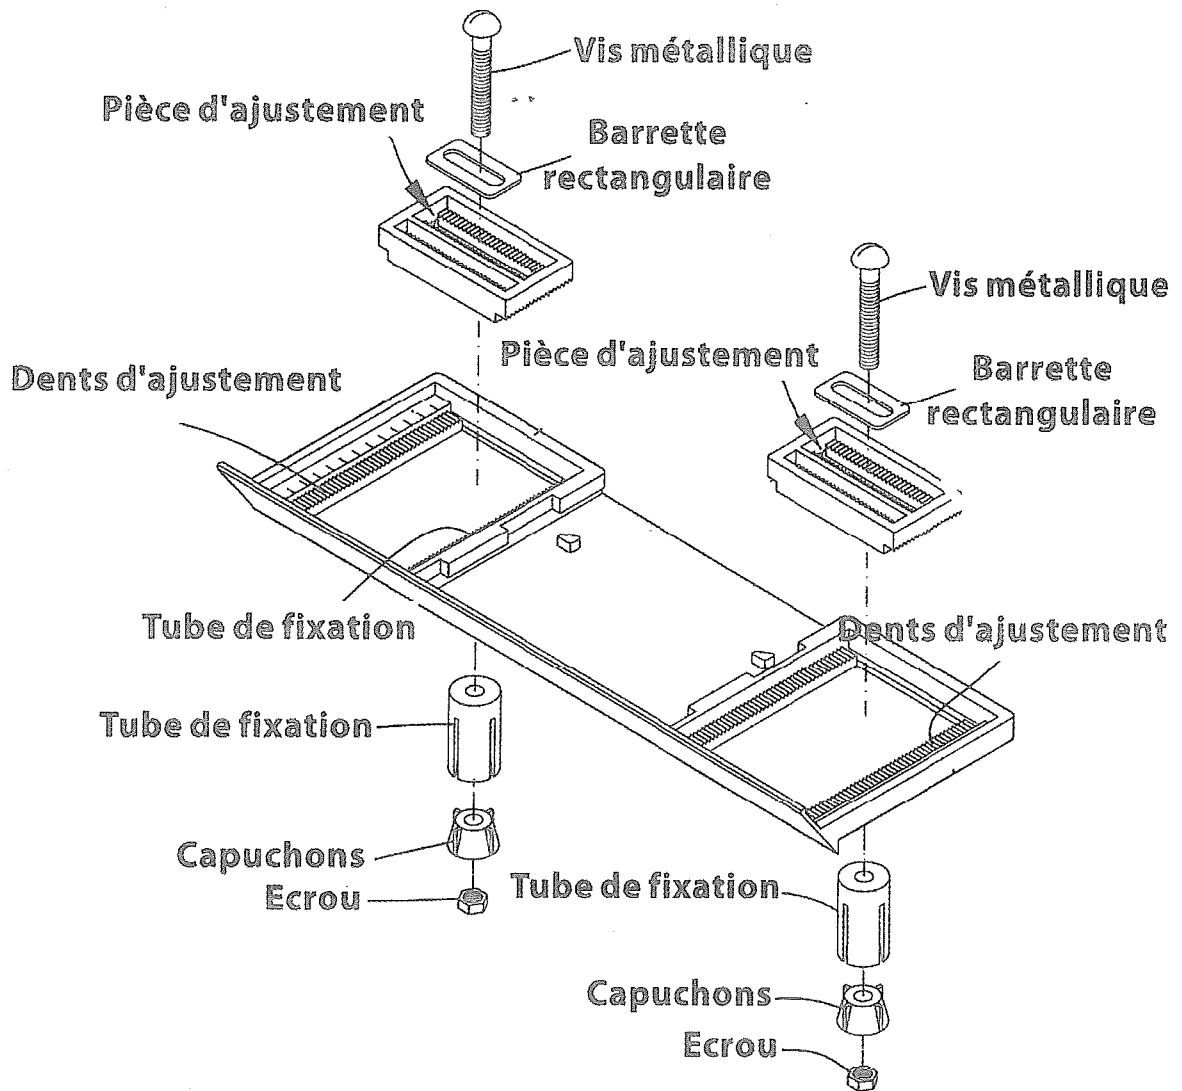 Vis métallique
Pièce d'ajustement
Barrette
rectangulaire
Vis métallique
Pièce d'ajustement
Barrette
rectangulaire
Dents d'ajustement
Tube de fixation
Dents d'ajustement
Tube de fixation
Capuchons
Ecrou
Tube de fixation
Capuchons
Ecrou